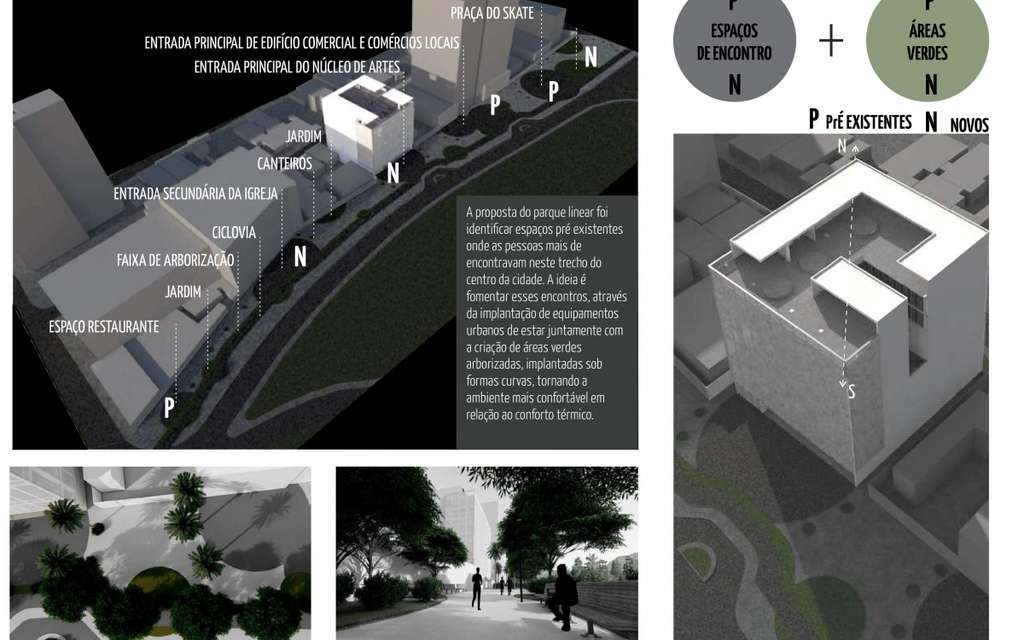 PRAÇA DO SKATE
ENTRADA PRINCIPAL DE EDIFÍCIO COMERCIAL E COMÉRCIOS LOCAIS
ENTRADA PRINCIPAL DO NÚCLEO DE ARTES
N
P
P
JARDIM
CANTEIROS
N
ENTRADA SECUNDÁRIA DA IGREJA
CICLOVIA
N
FAIXA DE ARBORIZAÇÃO
JARDIM
ESPAÇO RESTAURANTE
P
A proposta do parque linear foi
identificar espaços pré existentes
onde as pessoas mais de
encontravam neste trecho do
centro da cidade. A ideia é
fomentar esses encontros, através
da implantação de equipamentos
urbanos de estar juntamente com
a criação de áreas verdes
arborizadas, implantadas sob
formas curvas, tornando a
ambiente mais confortável em
relação ao conforto térmico.
P
ESPAÇOS
DE ENCONTRO
N
+
P
ÁREAS
VERDES
N
P PrÉ EXISTENTES N NOVOS
N
S